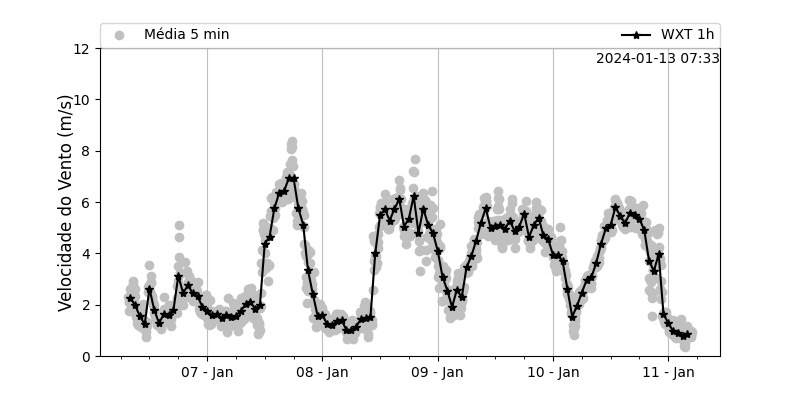 Média 5 min
WXT 1h
2024-01-13 07:33
Velocidade do Vento (m/s)
12
10
8
6
4
2
0
07 - Jan
08 - Jan
09 - Jan
10 - Jan
11 - Jan